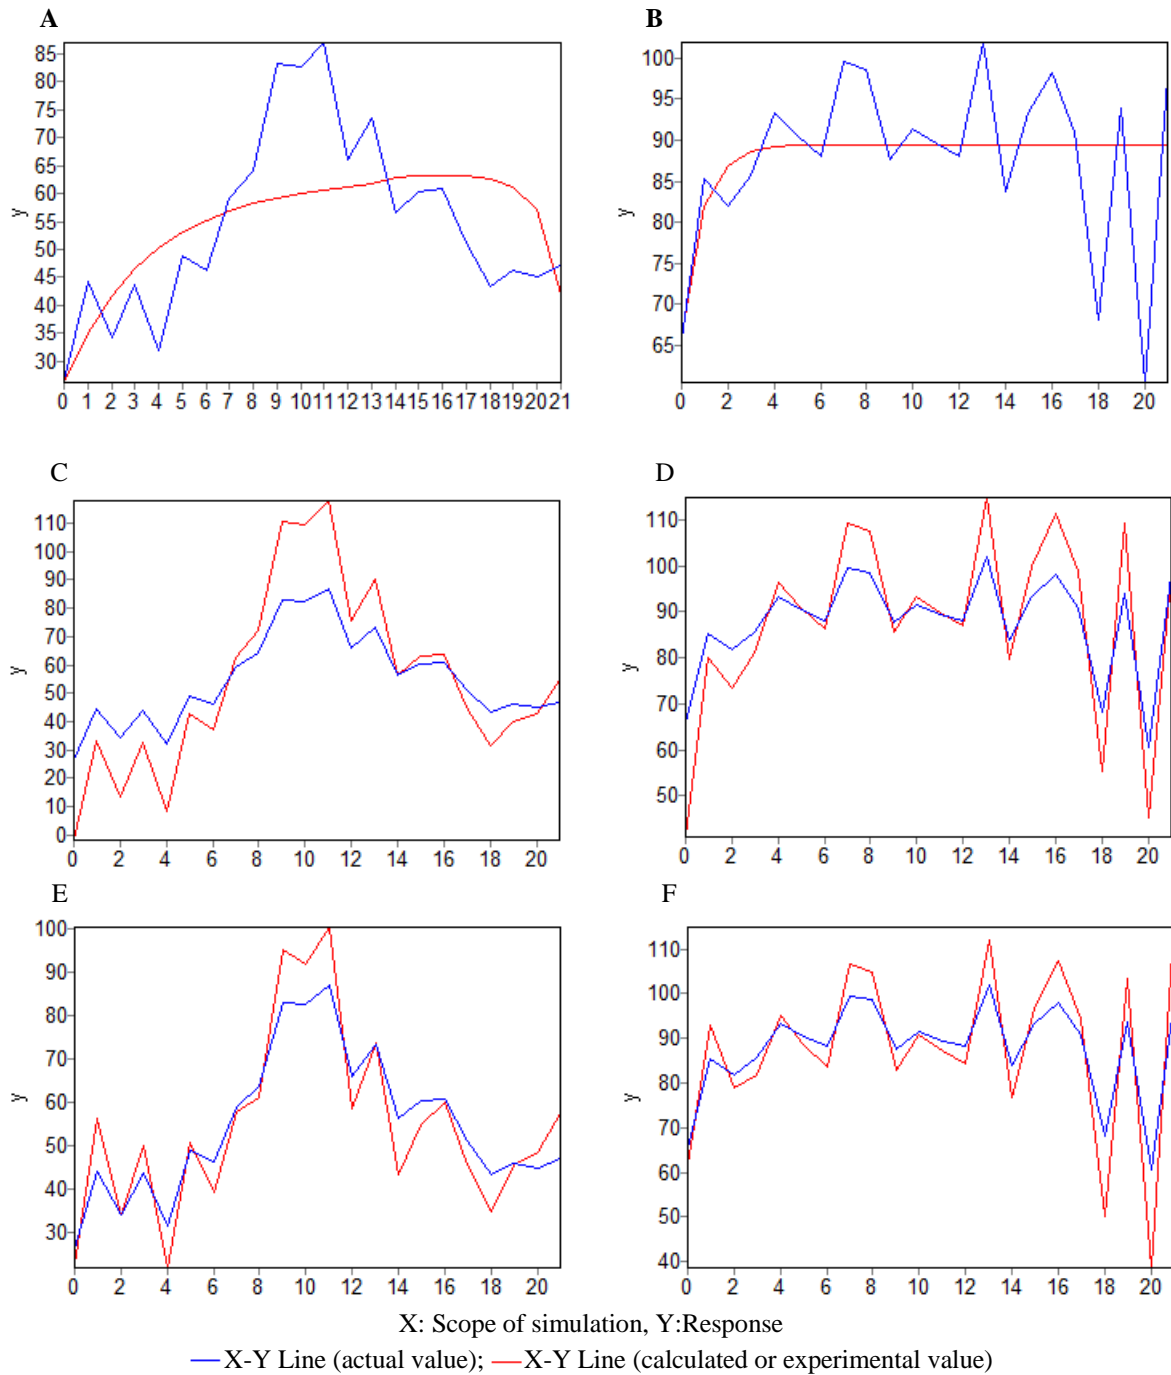 A
85
80
75
70
65
60
55
50
45
40
35
30
y
0 1 2 3 4 5 6 7 8 9 10 11 12 13 14 15 16 17 18 19 20 21
B
100
95
90
85
80
75
70
65
y
0 2 4 6 8 10 12 14 16 18 20
C
110
100
90
80
70
60
50
40
30
20
10
0
y
0 2 4 6 8 10 12 14 16 18 20
D
110
100
90
80
70
60
50
y
0 2 4 6 8 10 12 14 16 18 20
E
100
90
80
70
60
50
40
30
y
0 2 4 6 8 10 12 14 16 18 20
F
110
100
90
80
70
60
50
40
y
0 2 4 6 8 10 12 14 16 18 20
X: Scope of simulation, Y:Response
X-Y Line (actual value); X-Y Line (calculated or experimental value)